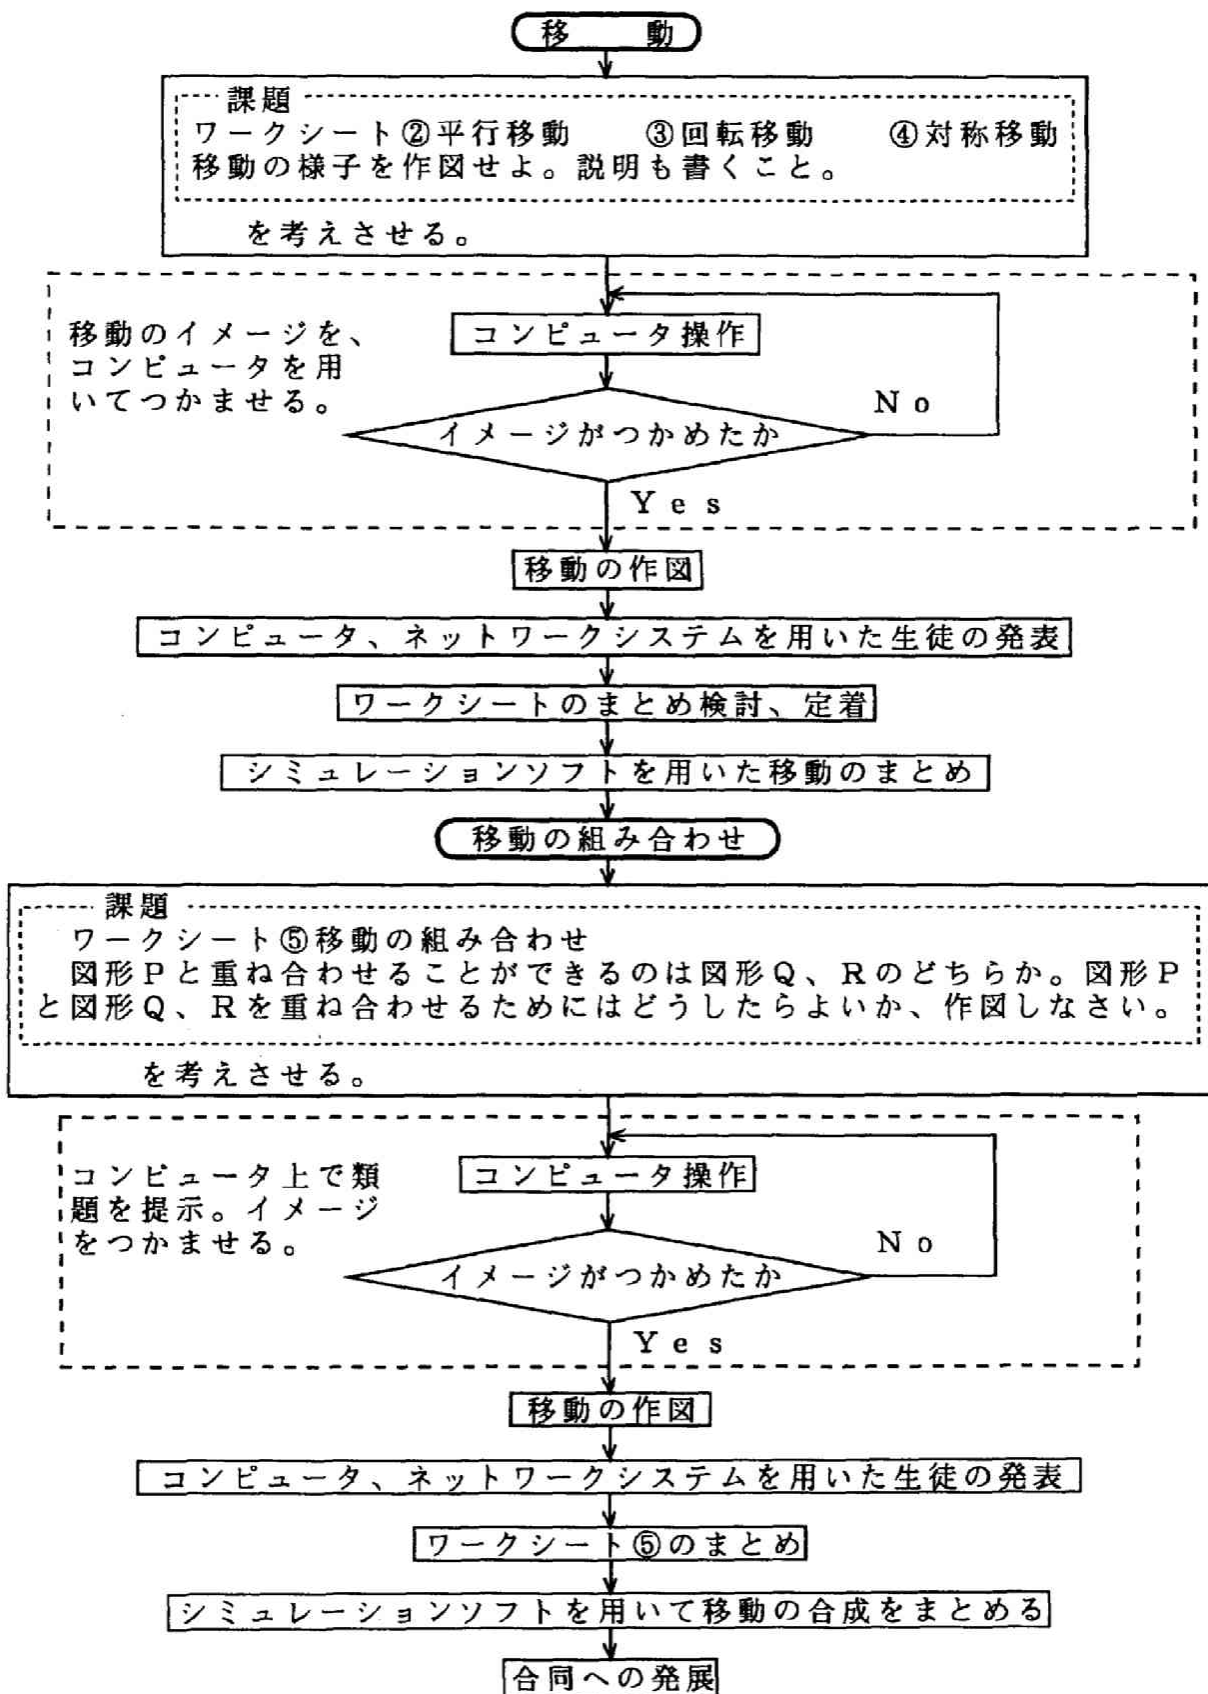 移動
課題
ワークシート②平行移動 ③回転移動 ④対称移動
移動の様子を作図せよ。説明も書くこと。
を考えさせる。
移動のイメージを、
コンピュータを用
いてつかませる。
コンピュータ操作
イメージがつかめたか
No
Yes
移動の作図
コンピュータ、ネットワークシステムを用いた生徒の発表
ワークシートのまとめ検討、定着
シミュレーションソフトを用いた移動のまとめ
移動の組み合わせ
課題
ワークシート⑤移動の組み合わせ
図形Pと重ね合わせることができるのは図形Q、Rのどちらか。図形P
と図形Q、Rを重ね合わせるためにはどうしたらよいか、作図しなさい。
を考えさせる。
コンピュータ上で類
題を提示。イメージ
をつかませる。
コンピュータ操作
イメージがつかめたか
No
Yes
移動の作図
コンピュータ、ネットワークシステムを用いた生徒の発表
ワークシート⑤のまとめ
シミュレーションソフトを用いて移動の合成をまとめる
合同への発展